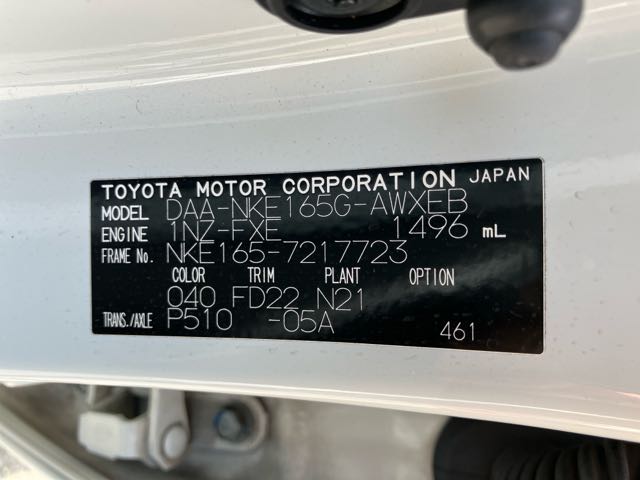 TOYOTA MOTOR CORPORATION JAPAN
MODEL DAA-NKE165G-AWXEB
ENGINE 1NZ-FXE 1496 mL
FRAME No. NKE165-7217723
COLOR TRIM PLANT OPTION
040 FD22 N21
TRANS./AXLE P510 -05A 461